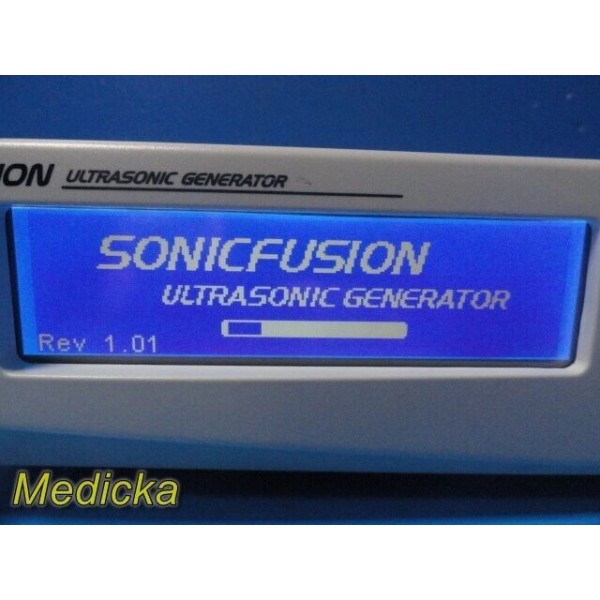 ION ULTRASONIC GENERATOR
SONICFUSION
ULTRASONIC GENERATOR
Rev 1.01
Medicka